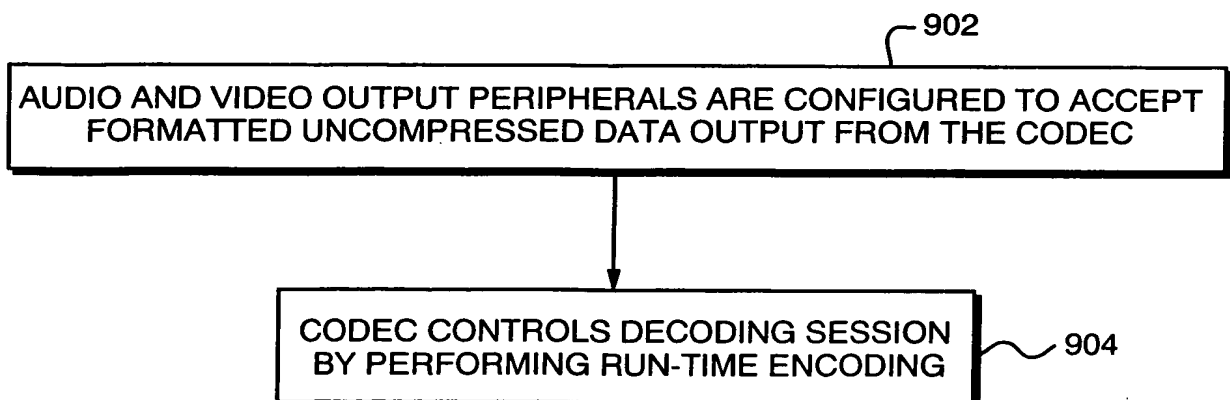 902
AUDIO AND VIDEO OUTPUT PERIPHERALS ARE CONFIGURED TO ACCEPT
FORMATTED UNCOMPRESSED DATA OUTPUT FROM THE CODEC
CODEC CONTROLS DECODING SESSION
BY PERFORMING RUN-TIME ENCODING
904